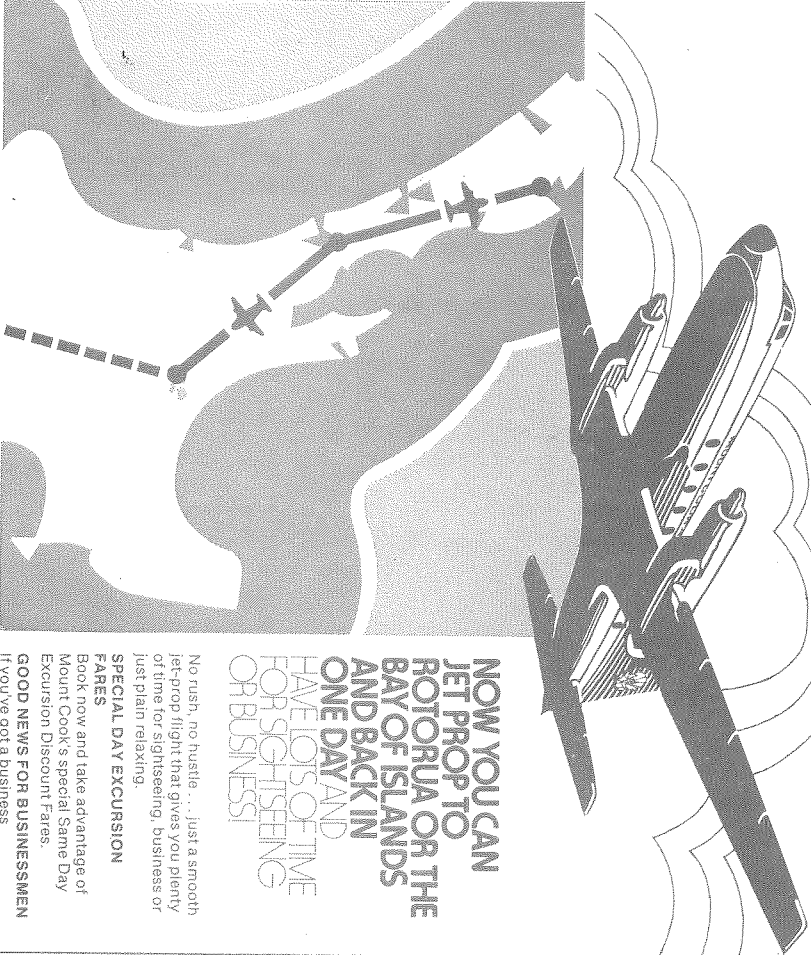 NOW YOU CAN
JET PROP TO
ROTORUA OR THE
BAY OF ISLANDS
AND BACK IN
ONE DAY AND
HAVE LOTS OF TIME
FOR SIGHTSEEING
OR BUSINESS!
No rush, no hustle . . . just a smooth
jet-prop flight that gives you plenty
of time for sightseeing, business or
just plain relaxing.
SPECIAL DAY EXCURSION
FARES
Book now and take advantage of
Mount Cook's special Same Day
Excursion Discount Fares.
GOOD NEWS FOR BUSINESSMEN
If you've got a business